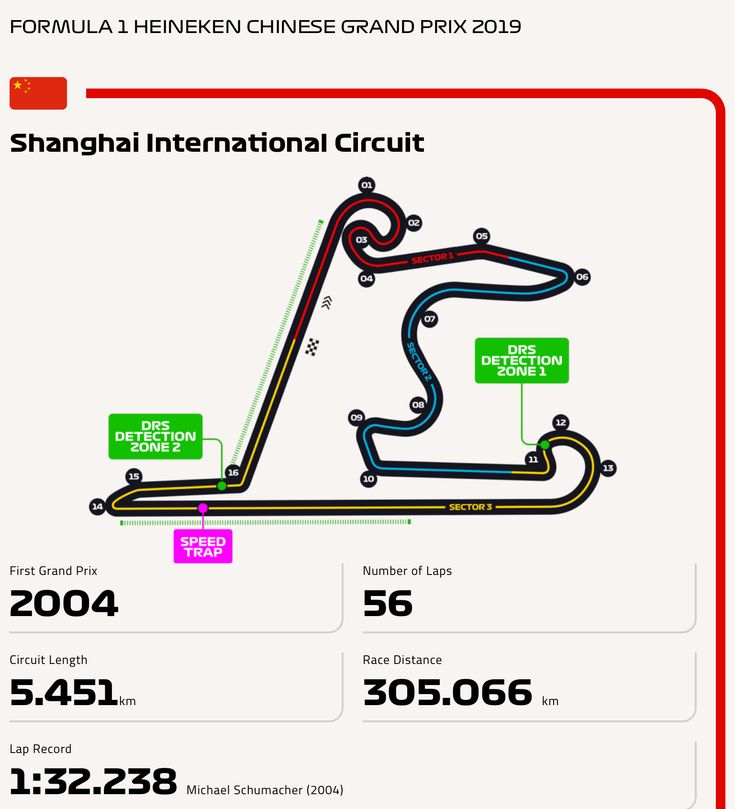 FORMULA 1 HEINEKEN CHINESE GRAND PRIX 2019
Shanghai International Circuit
01
02
03
04
05
SECTOR 1
06
07
SECTOR 2
DRS
DETECTION
ZONE 1
08
09
10
11
12
13
DRS
DETECTION
ZONE 2
16
15
14
SECTOR 3
SPEED
TRAP
First Grand Prix
2004
Number of Laps
56
Circuit Length
5.451km
Race Distance
305.066 km
Lap Record
1:32.238 Michael Schumacher (2004)